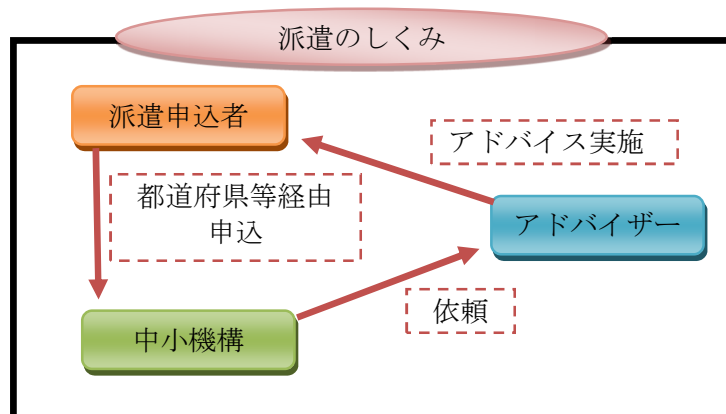 派遣のしくみ
派遣申込者
アドバイス実施
都道府県等経由
申込
アドバイザー
依頼
中小機構